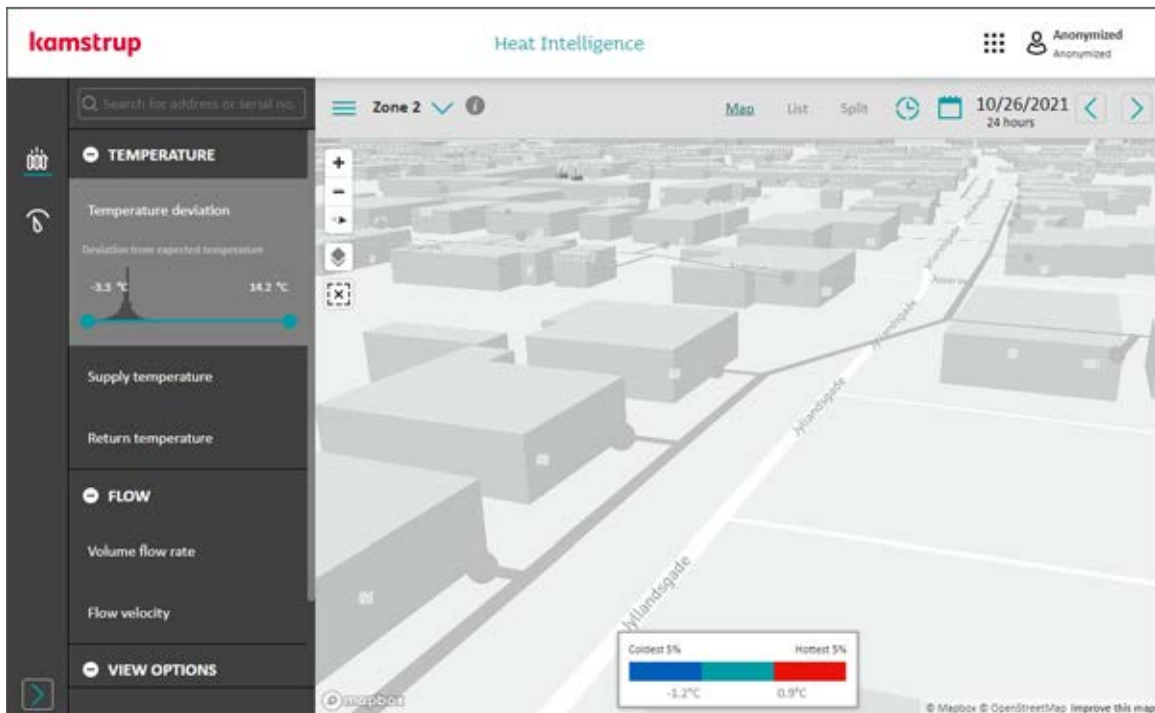 kamstrup
Heat Intelligence
Anonymized
Anonymized
Search for address or serial no.
Zone 2
Map
List
Split
10/26/2021
24 hours
TEMPERATURE
Temperature deviation
Deviation from expected temperature
-3.3 °C
14.2 °C
Supply temperature
Return temperature
FLOW
Volume flow rate
Flow velocity
VIEW OPTIONS
Jyllandsgade
Jyllandsgade
Jyllandsgade
Coldest 5%
Hottest 5%
-1.2°C
0.9°C
mapbox
© Mapbox © OpenStreetMap Improve this map